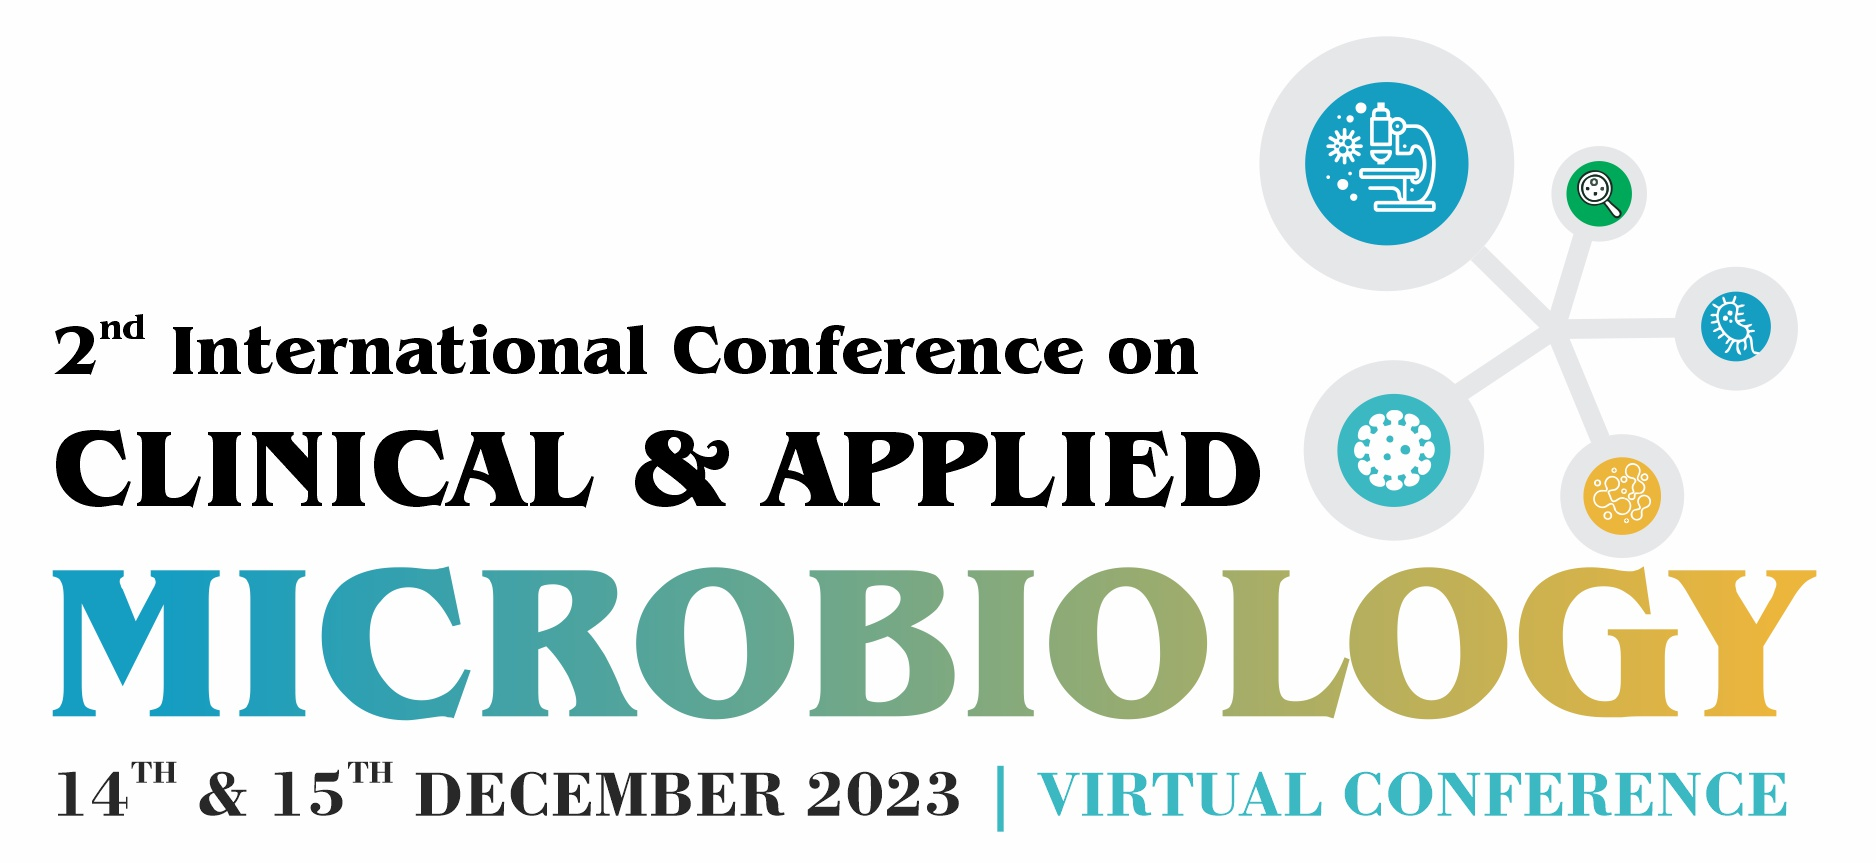 2nd International Conference on
CLINICAL & APPLIED
MICROBIOLOGY
14TH & 15TH DECEMBER 2023 | VIRTUAL CONFERENCE